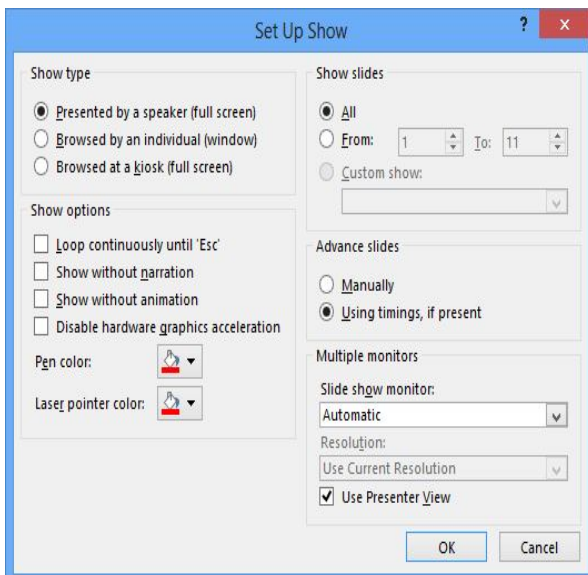 Set Up Show
?
x
Show type
Presented by a speaker (full screen)
Browsed by an individual (window)
Browsed at a kiosk (full screen)
Show options
Loop continuously until 'Esc'
Show without narration
Show without animation
Disable hardware graphics acceleration
Pen color:
Laser pointer color:
Show slides
All
From: 1 To: 11
Custom show:
Advance slides
Manually
Using timings, if present
Multiple monitors
Slide show monitor:
Automatic
Resolution:
Use Current Resolution
Use Presenter View
OK Cancel